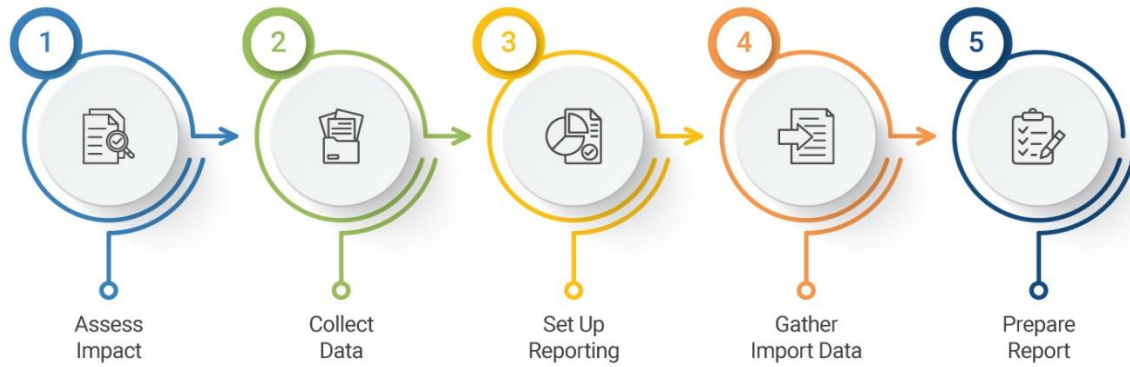 1
2
3
4
5
Assess
Impact
Collect
Data
Set Up
Reporting
Gather
Import Data
Prepare
Report